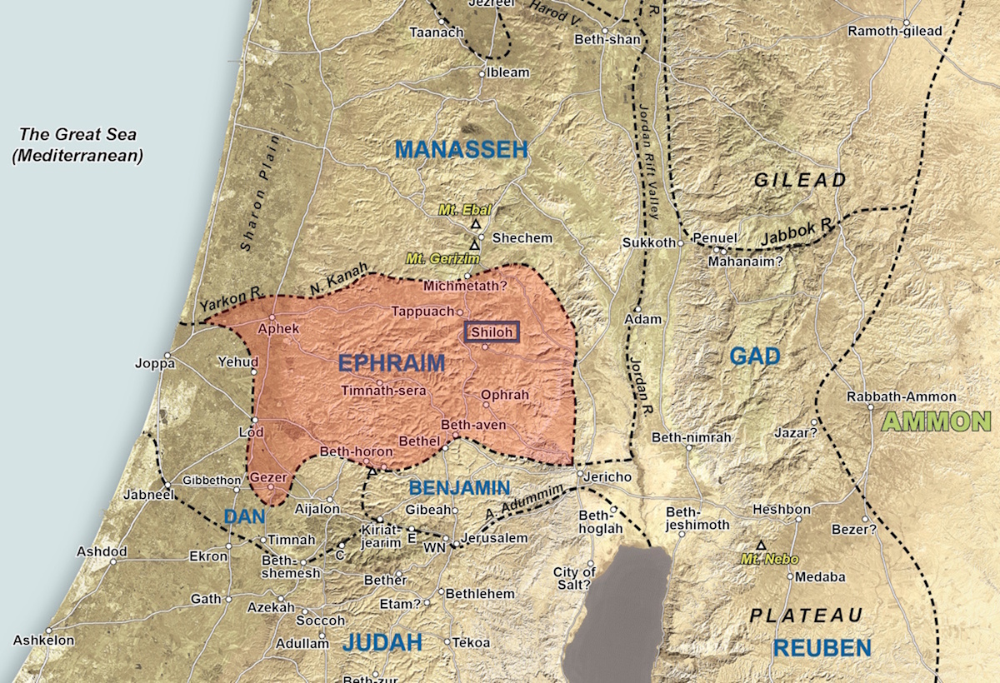 Jezreel
Harod V.
R.
Taanach
Beth-shan
Ramoth-gilead
Ibleam
The Great Sea
(Mediterranean)
Sharon Plain
MANASSEH
Jordan Rift Valley
GILEAD
Mt. Ebal
Shechem
Mt. Gerizim
Sukkoth
Penuel
Jabbok R.
Mahanaim?
Yarkon R.
N. Kanah
Michmetath?
Tappuach
Adam
Aphek
Shiloh
Joppa
Yehud
EPHRAIM
GAD
Timnath-sera
Ophrah
Jordan R.
Rabbath-Ammon
AMMON
Lod
Beth-aven
Bethel
Beth-nimrah
Jazar?
Beth-horon
Gezer
Gibbethon
BENJAMIN
Jericho
Jabneel
DAN
Aijalon
Gibeah
A. Adummim
Beth-
hoglah
Beth-
jeshimoth
Heshbon
Bezer?
Kiriat-
jearim
E
WN
Jerusalem
Timnah
C
Ashdod
Ekron
Beth-
shemesh
Mt. Nebo
Bether
City of
Salt?
Medaba
Gath
Azekah
Etam?
Bethlehem
Soccoh
PLATEAU
Ashkelon
Adullam
JUDAH
Tekoa
REUBEN
Beth-zur